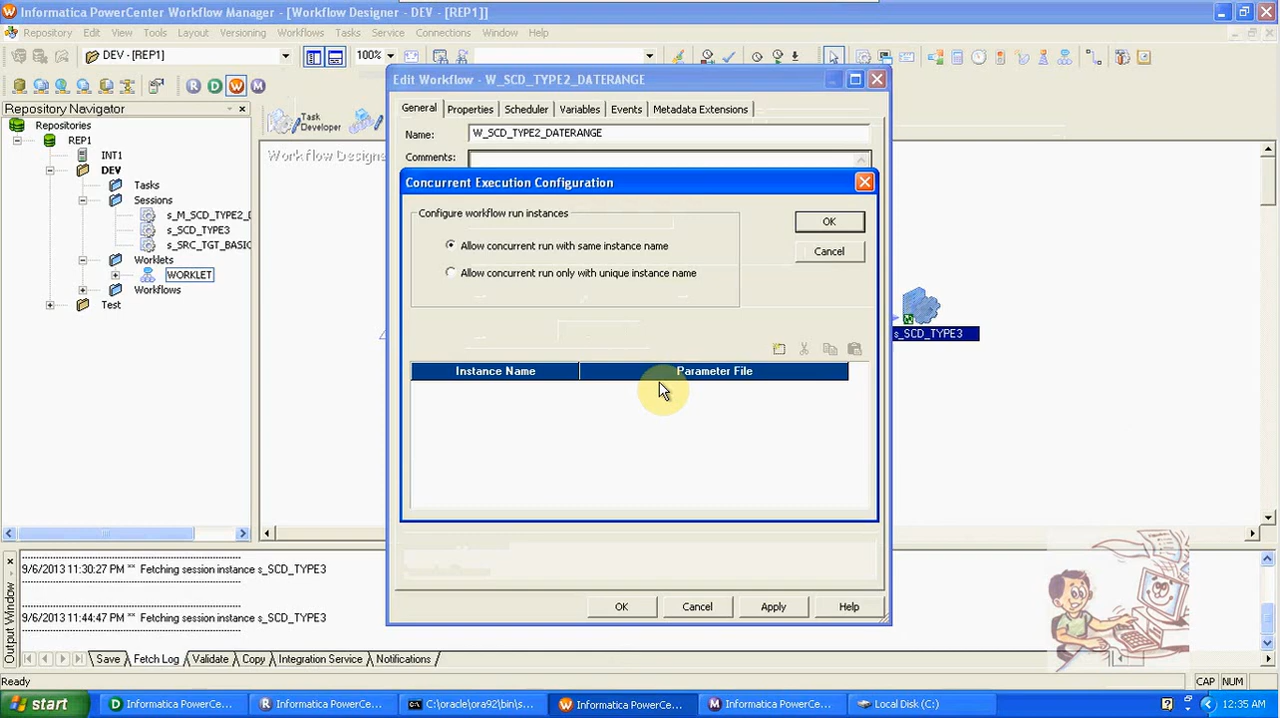 Informatica PowerCenter Workflow Manager - [Workflow Designer - DEV - [REP1]]
Repository Edit View Tools Layout Versioning Workflows Tasks Service Connections Window Help
DEV - [REP1] 100%
Repository Navigator
Task
Developer
Repositories
REP1
INT1
DEV
Tasks
Sessions
s_M_SCD_TYPE2_D
s_SCD_TYPE3
s_SRC_TGT_BASIC
Worklets
WORKLET
Workflows
Test
Workflow Designer
Edit Workflow - W_SCD_TYPE2_DATERANGE
General Properties Scheduler Variables Events Metadata Extensions
Name: W_SCD_TYPE2_DATERANGE
Comments:
Concurrent Execution Configuration
Configure workflow run instances
Allow concurrent run with same instance name
Allow concurrent run only with unique instance name
OK
Cancel
Instance Name Parameter File
OK Cancel Apply Help
s_SCD_TYPE3
Output Window
9/6/2013 11:30:27 PM ** Fetching session instance s_SCD_TYPE3
9/6/2013 11:44:47 PM ** Fetching session instance s_SCD_TYPE3
Save Fetch Log Validate Copy Integration Service Notifications
Ready CAP NUM
start Informatica PowerCe... Informatica PowerCe... C:\oracle\ora92\bin\s... Informatica PowerCe... Informatica PowerCe... Local Disk (C:) 12:35 AM